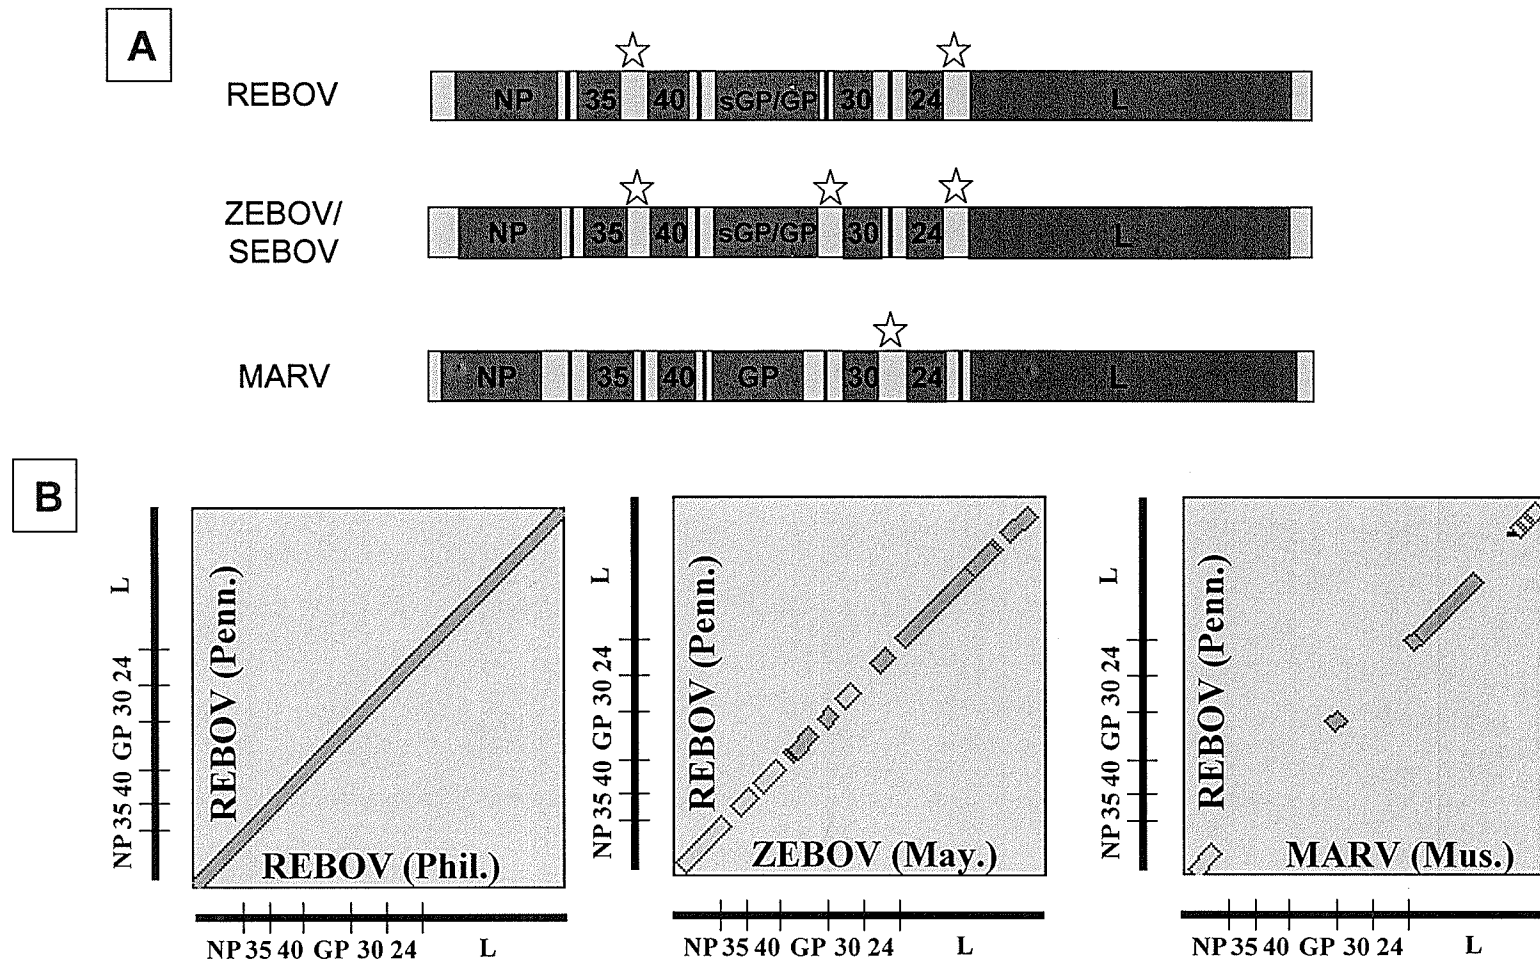 A
REBOV
NP 35 40 sGP/GP 30 24 L
ZEBOV/
SEBOV
NP 35 40 sGP/GP 30 24 L
MARV
NP 35 40 GP 30 24 L
B
NP 35 40 GP 30 24 L
REBOV (Penn.)
REBOV (Phil.)
NP 35 40 GP 30 24 L
NP 35 40 GP 30 24 L
REBOV (Penn.)
ZEBOV (May.)
NP 35 40 GP 30 24 L
NP 35 40 GP 30 24 L
REBOV (Penn.)
MARV (Mus.)
NP 35 40 GP 30 24 L